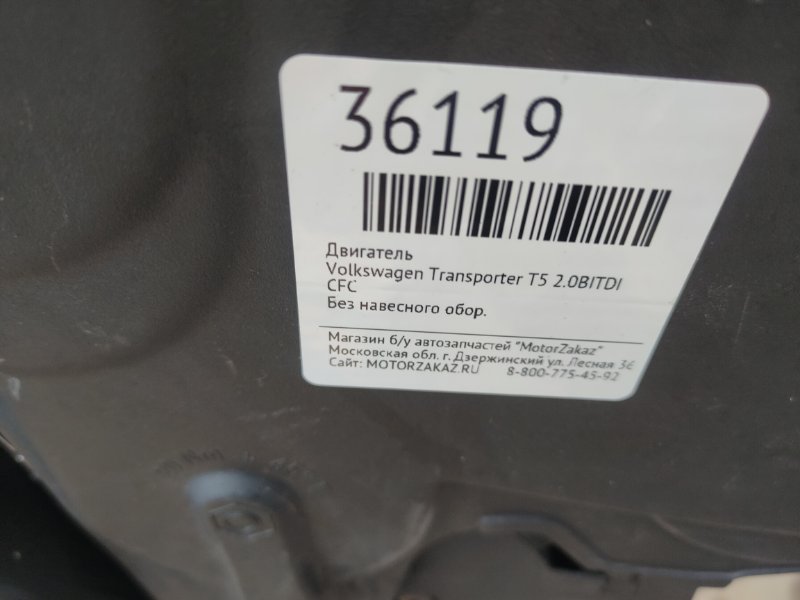 36119
Двигатель
Volkswagen Transporter T5 2.0BITDI
CFC
Без навесного обор.
Магазин б/у автозапчастей "MotorZakaz"
Московская обл. г. Дзержинский ул. Лесная 36
Сайт: MOTORZAKAZ.RU 8-800-775-45-92